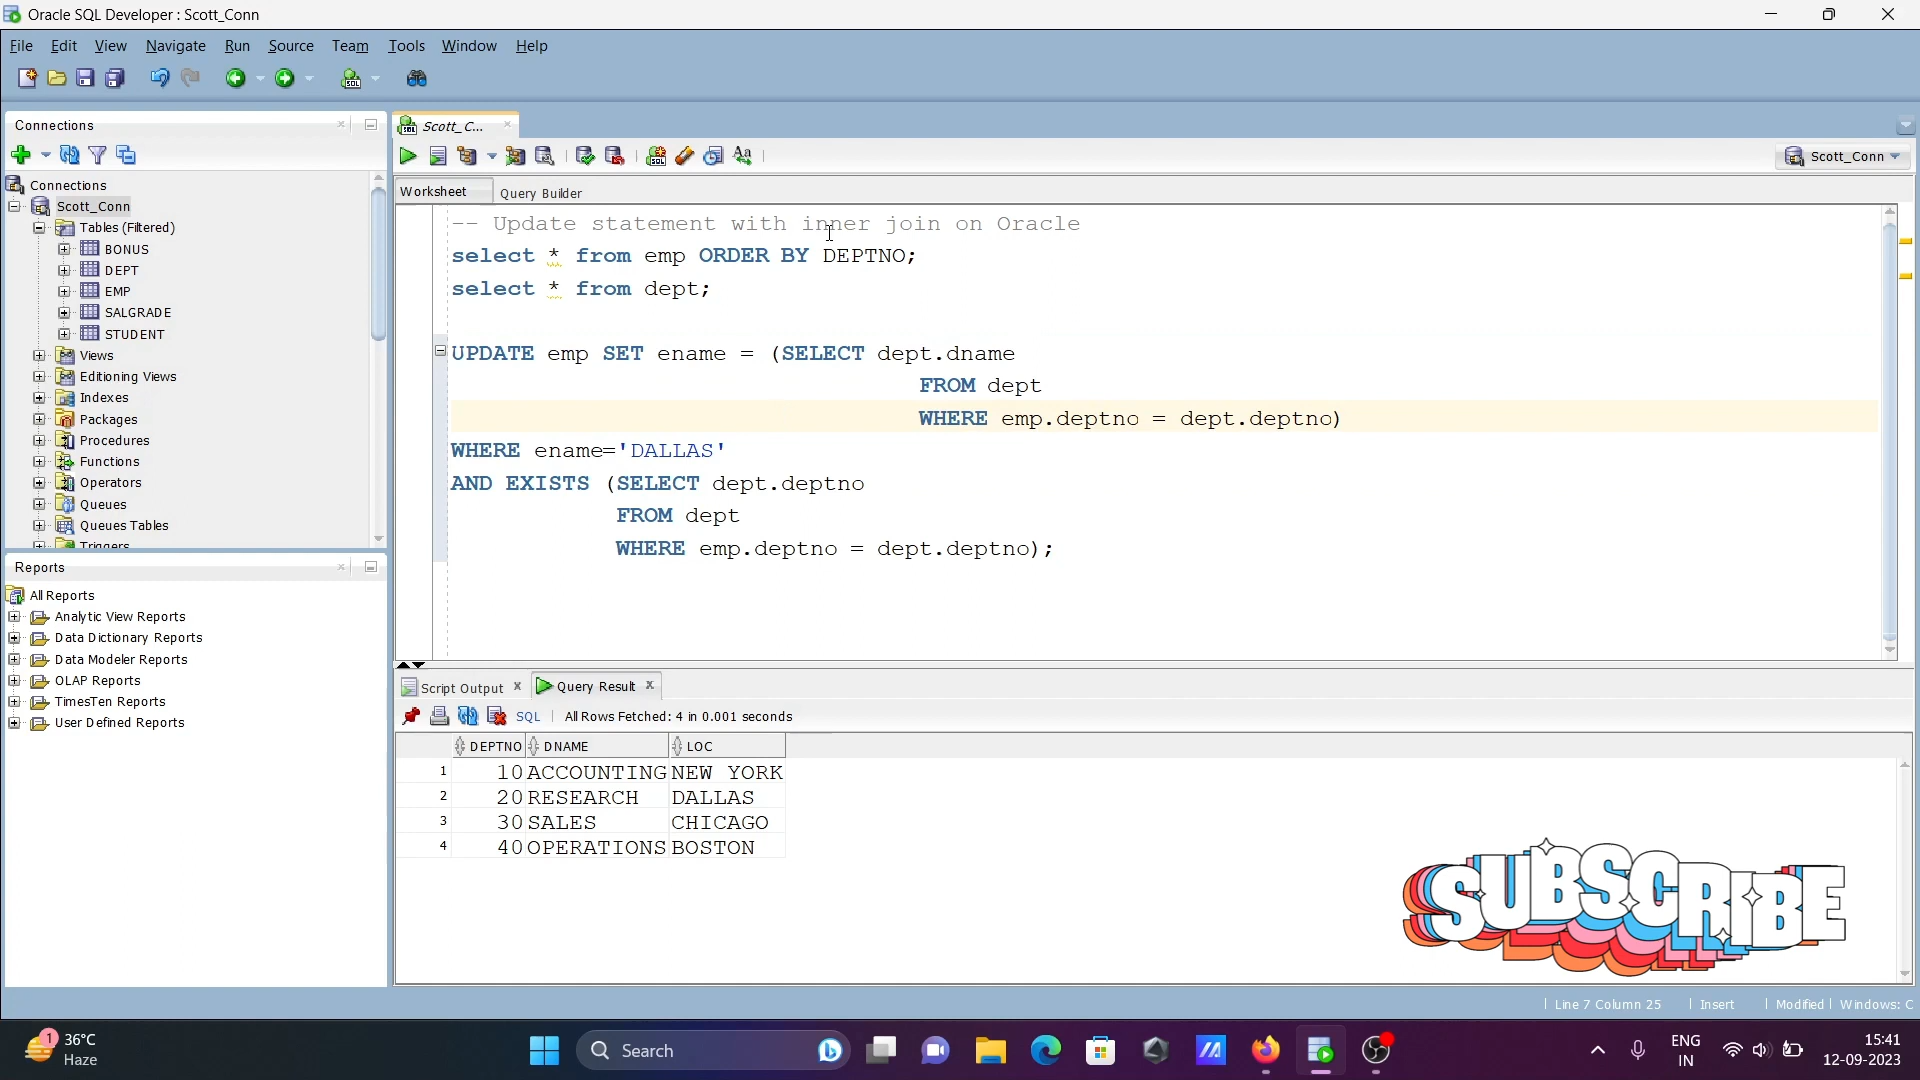 Oracle SQL Developer : Scott_Conn
File Edit View Navigate Run Source Team Tools Window Help
Connections
Scott_C...
Scott_Conn
Worksheet Query Builder
Connections
Scott_Conn
Tables (Filtered)
BONUS
DEPT
EMP
SALGRADE
STUDENT
Views
Editioning Views
Indexes
Packages
Procedures
Functions
Operators
Queues
Queues Tables
Triggers
-- Update statement with inner join on Oracle
select * from emp ORDER BY DEPTNO;
select * from dept;
UPDATE emp SET ename = (SELECT dept.dname
FROM dept
WHERE emp.deptno = dept.deptno)
WHERE ename='DALLAS'
AND EXISTS (SELECT dept.deptno
FROM dept
WHERE emp.deptno = dept.deptno);
Reports
All Reports
Analytic View Reports
Data Dictionary Reports
Data Modeler Reports
OLAP Reports
TimesTen Reports
User Defined Reports
Script Output Query Result
SQL All Rows Fetched: 4 in 0.001 seconds
DEPTNO DNAME LOC
1 10 ACCOUNTING NEW YORK
2 20 RESEARCH DALLAS
3 30 SALES CHICAGO
4 40 OPERATIONS BOSTON
SUBSCRIBE
Line 7 Column 25 Insert Modified Windows: C
1 36°C
Haze
Search
ENG
IN
15:41
12-09-2023